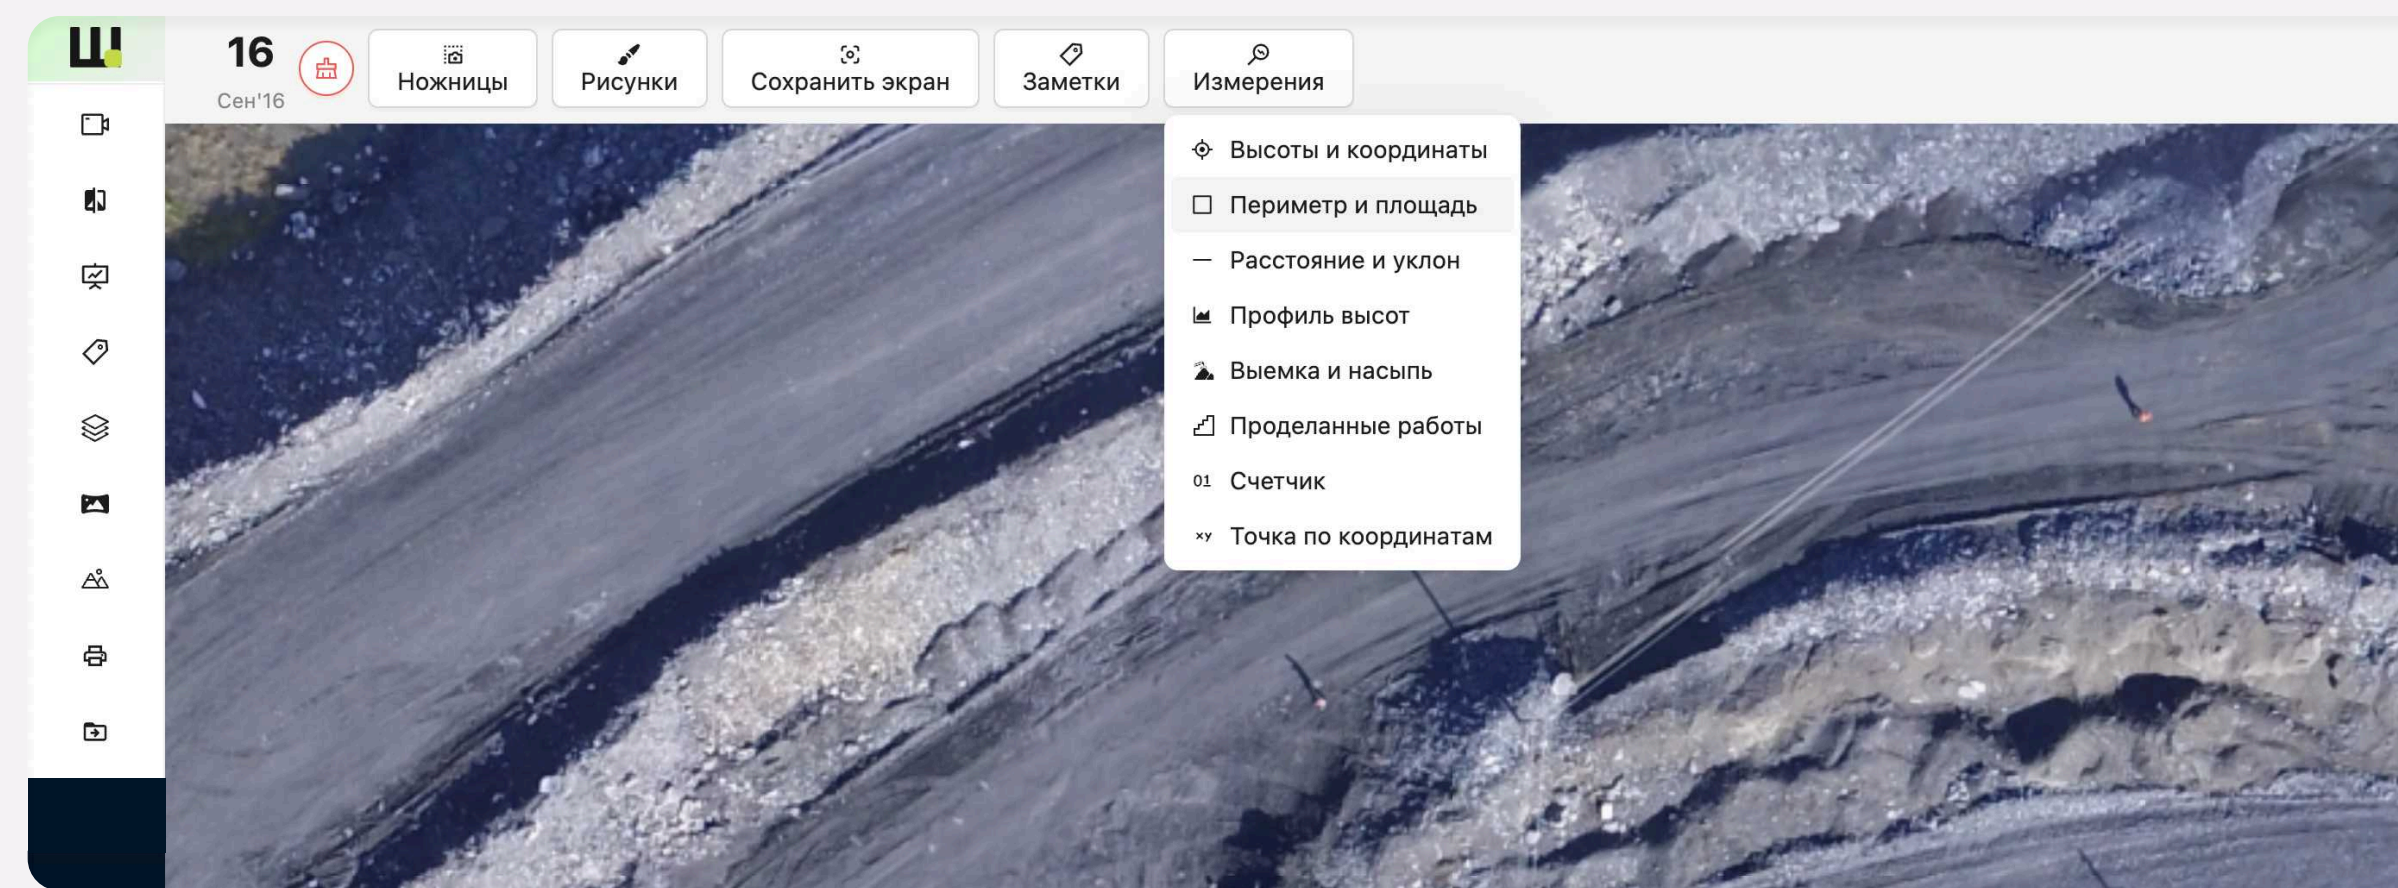 Щ
16
Сен'16
Ножницы
Рисунки
Сохранить экран
Заметки
Измерения
Высоты и координаты
Периметр и площадь
Расстояние и уклон
Профиль высот
Выемка и насыпь
Проделанные работы
01 Счетчик
xy Точка по координатам